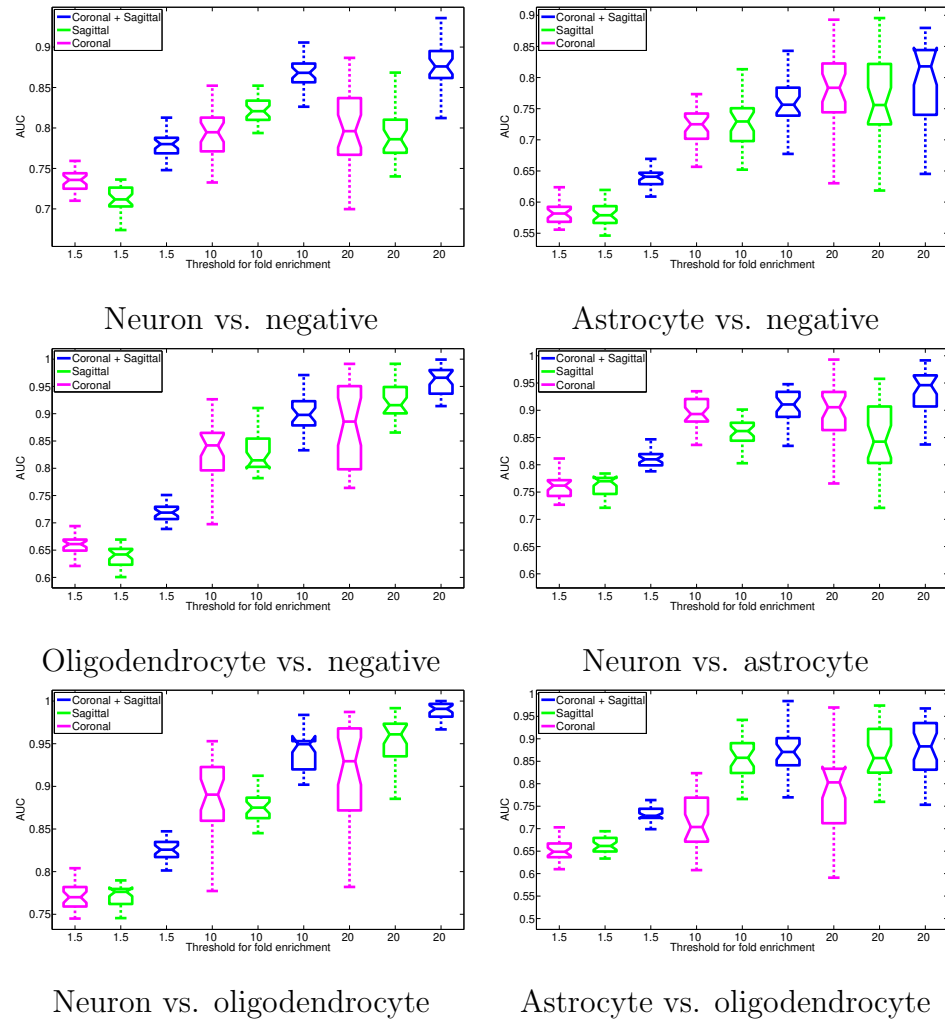 Coronal + Sagittal
Sagittal
Coronal
AUC
0.9
0.85
0.8
0.75
0.7
1.5 1.5 1.5 10 10 10 20 20 20
Threshold for fold enrichment
Neuron vs. negative
Coronal + Sagittal
Sagittal
Coronal
AUC
0.9
0.85
0.8
0.75
0.7
0.65
0.6
0.55
1.5 1.5 1.5 10 10 10 20 20 20
Threshold for fold enrichment
Astrocyte vs. negative
Coronal + Sagittal
Sagittal
Coronal
AUC
1
0.95
0.9
0.85
0.8
0.75
0.7
0.65
0.6
1.5 1.5 1.5 10 10 10 20 20 20
Threshold for fold enrichment
Oligodendrocyte vs. negative
Coronal + Sagittal
Sagittal
Coronal
AUC
1
0.95
0.9
0.85
0.8
0.75
0.7
0.65
0.6
1.5 1.5 1.5 10 10 10 20 20 20
Threshold for fold enrichment
Neuron vs. astrocyte
Coronal + Sagittal
Sagittal
Coronal
AUC
1
0.95
0.9
0.85
0.8
0.75
1.5 1.5 1.5 10 10 10 20 20 20
Threshold for fold enrichment
Neuron vs. oligodendrocyte
Coronal + Sagittal
Sagittal
Coronal
AUC
1
0.95
0.9
0.85
0.8
0.75
0.7
0.65
0.6
0.55
0.5
1.5 1.5 1.5 10 10 10 20 20 20
Threshold for fold enrichment
Astrocyte vs. oligodendrocyte